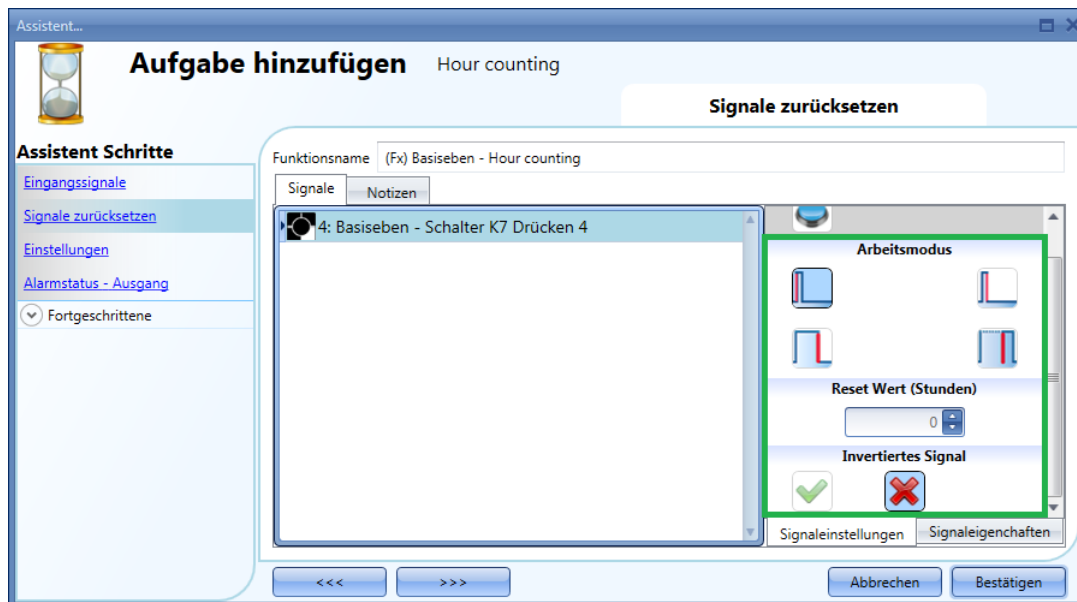 Assistent...
Aufgabe hinzufügen Hour counting
Signale zurücksetzen
Assistent Schritte
Eingangssignale
Signale zurücksetzen
Einstellungen
Alarmstatus - Ausgang
Fortgeschrittene
Funktionsname (Fx) Basiseben - Hour counting
Signale Notizen
4: Basiseben - Schalter K7 Drücken 4
Arbeitsmodus
Reset Wert (Stunden)
0
Invertiertes Signal
Signaleinstellungen Signaleigenchaften
<<< >>> Abbrechen Bestätigen